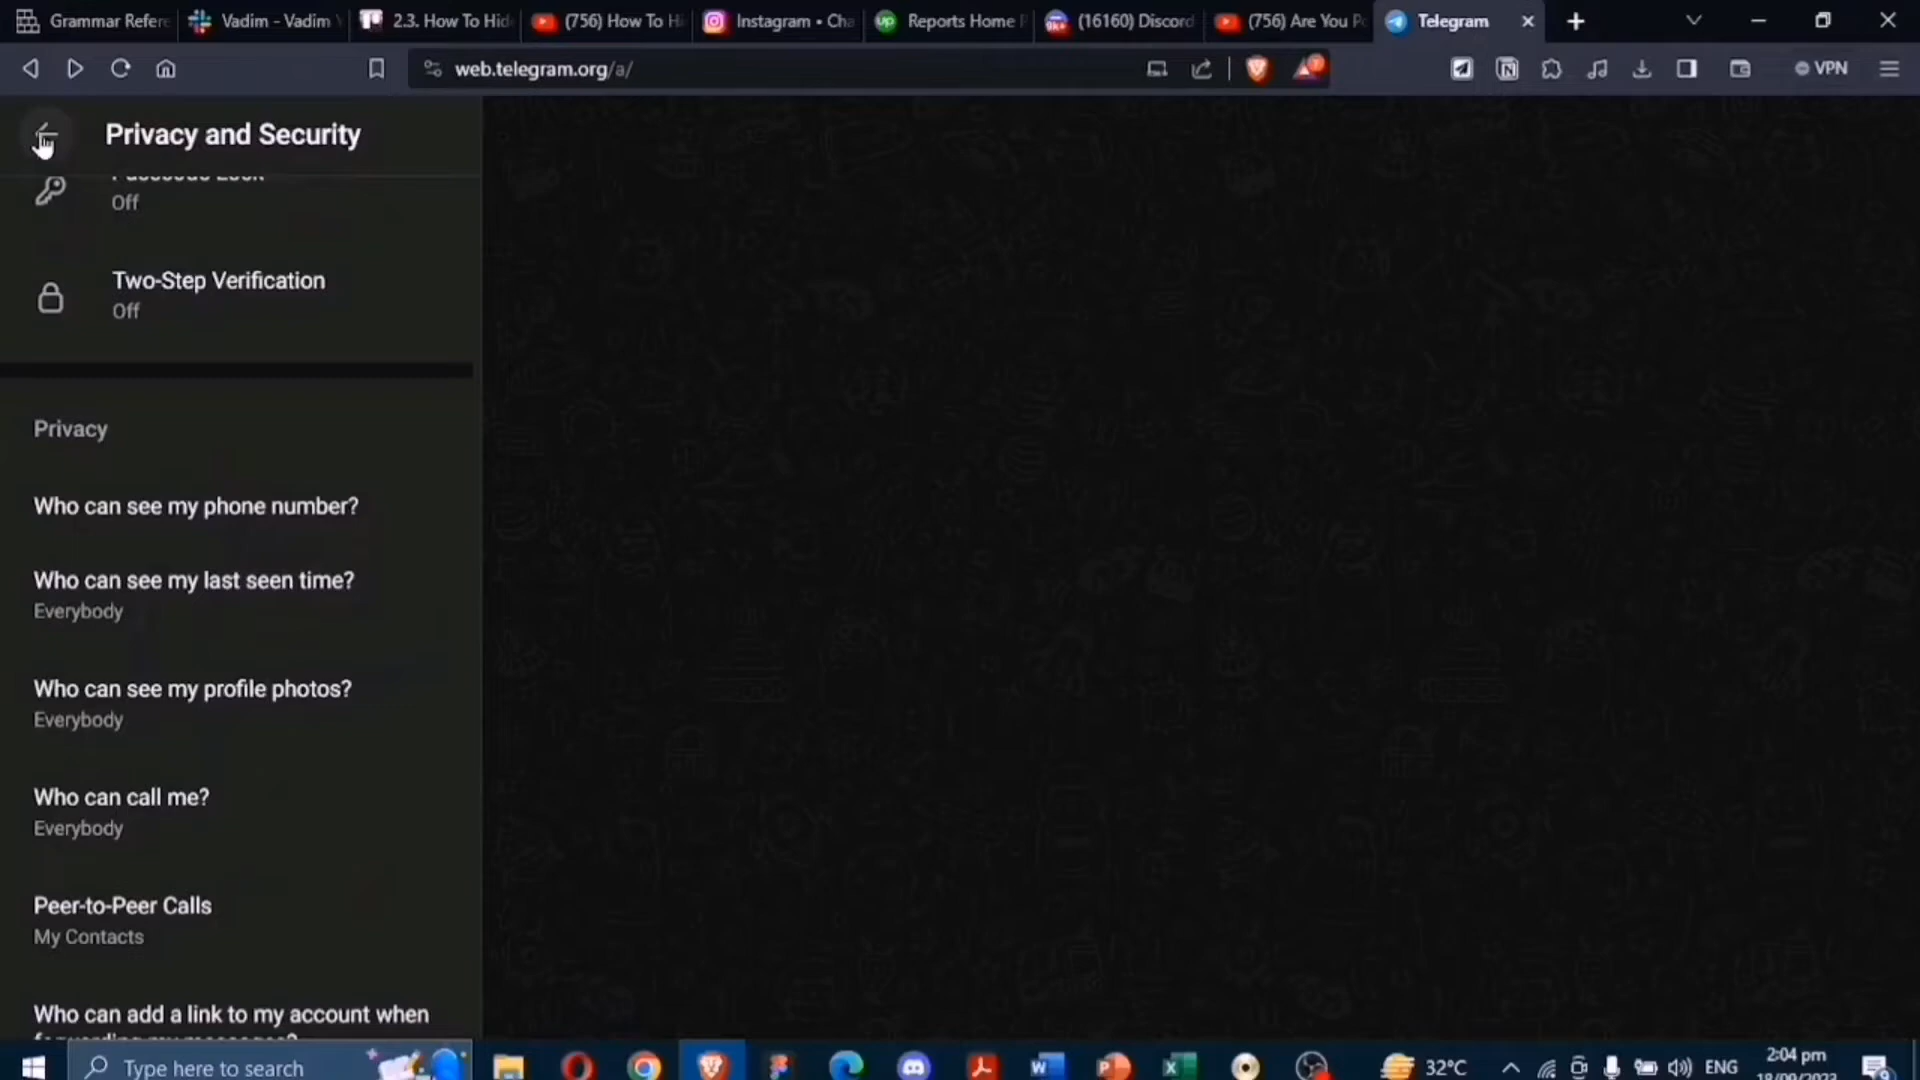 Grammar Refere
Vadim - Vadim
2.3. How To Hid
(756) How To Hi
Instagram • Cha
Reports Home
(16160) Discord
(756) Are You Po
Telegram
web.telegram.org/a/
VPN
Privacy and Security
Off
Two-Step Verification
Off
Privacy
Who can see my phone number?
Who can see my last seen time?
Everybody
Who can see my profile photos?
Everybody
Who can call me?
Everybody
Peer-to-Peer Calls
My Contacts
Who can add a link to my account when
Type here to search
32°C
ENG
2:04 pm